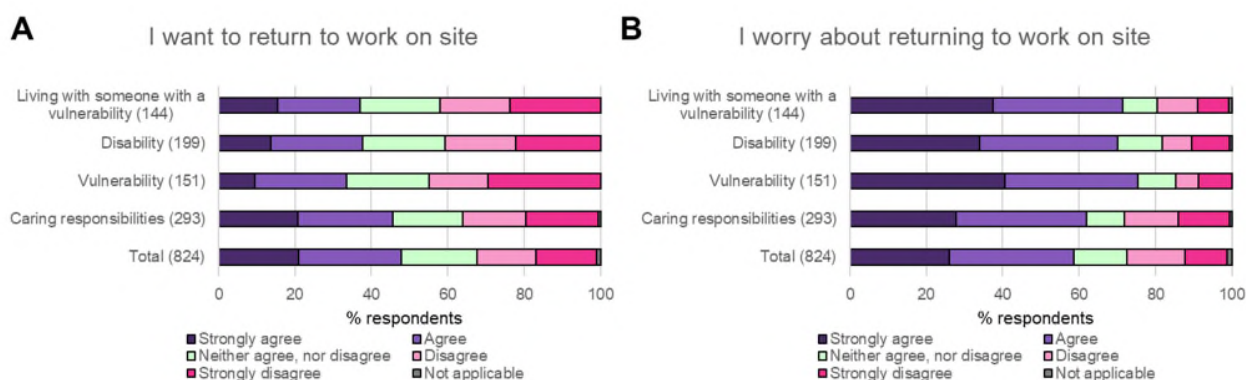 A
I want to return to work on site
Living with someone with a
vulnerability (144)
Disability (199)
Vulnerability (151)
Caring responsibilities (293)
Total (824)
0 20 40 60 80 100
% respondents
Strongly agree Agree
Neither agree, nor disagree Disagree
Strongly disagree Not applicable
B
I worry about returning to work on site
Living with someone with a
vulnerability (144)
Disability (199)
Vulnerability (151)
Caring responsibilities (293)
Total (824)
0 20 40 60 80 100
% respondents
Strongly agree Agree
Neither agree, nor disagree Disagree
Strongly disagree Not applicable